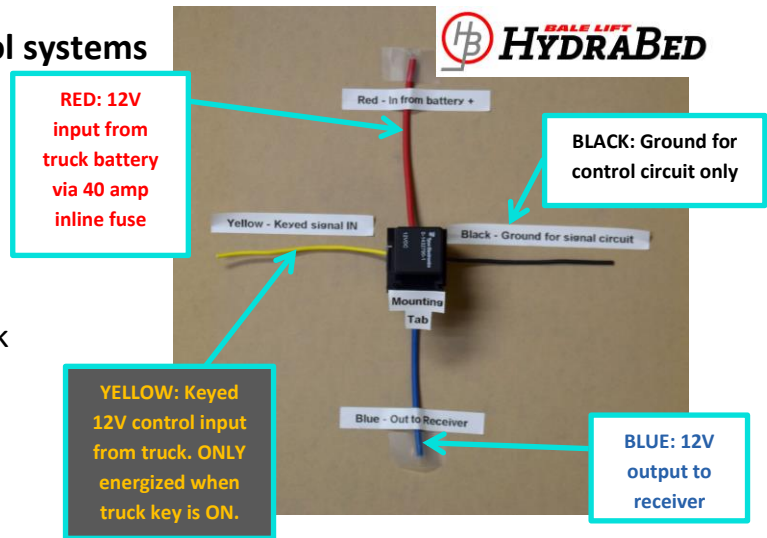 ol systems
BALE LIFT
HYDRABED
RED: 12V
input from
truck battery
via 40 amp
inline fuse
Red - In from battery +
BLACK: Ground for
control circuit only
Yellow - Keyed signal IN
Black - Ground for signal circuit
12VDC
Mounting
Tab
k
YELLOW: Keyed
12V control input
from truck. ONLY
energized when
truck key is ON.
Blue - Out to Receiver
BLUE: 12V
output to
receiver